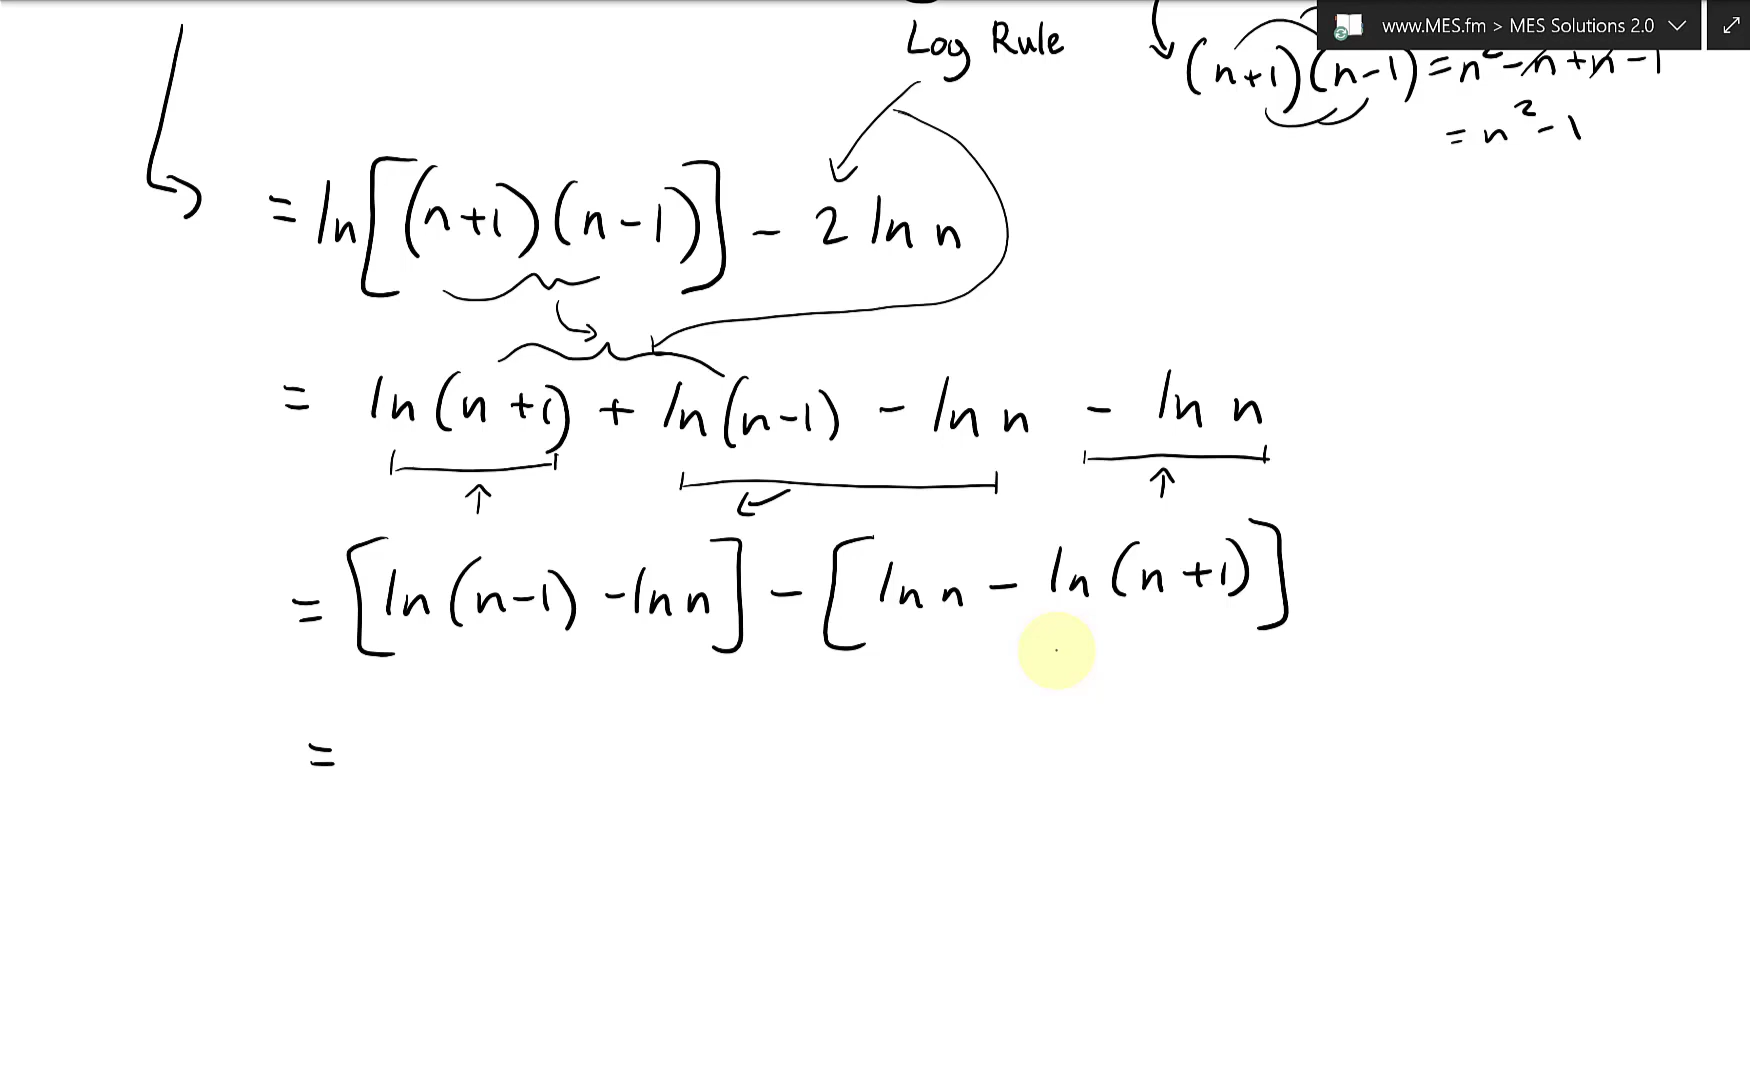 www.MES.fm > MES Solutions 2.0
Log Rule
(n+1)(n-1) = n² - n + n - 1
= n² - 1
= ln[(n+1)(n-1)] - 2 ln n
= ln(n+1) + ln(n-1) - ln n - ln n
= [ln(n-1) - ln n] - [ln n - ln(n+1)]
=